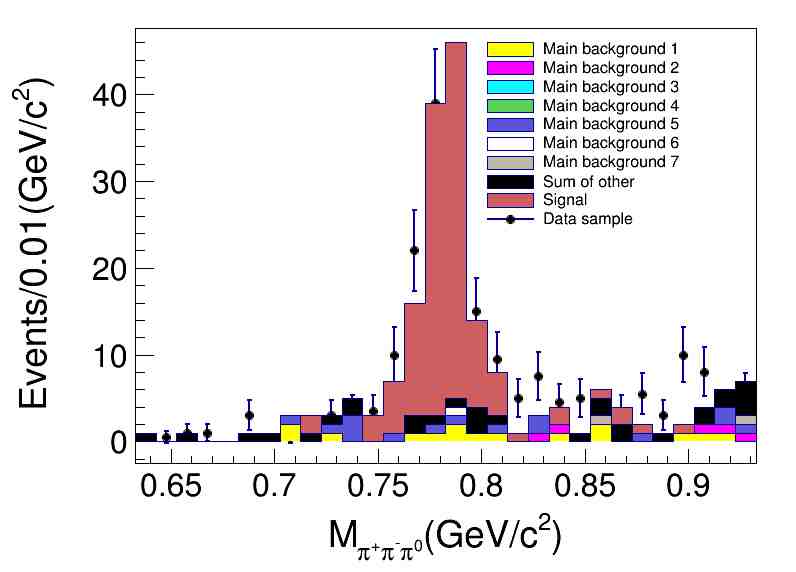 Events/0.01(GeV/c²)
40
30
20
10
0
Main background 1
Main background 2
Main background 3
Main background 4
Main background 5
Main background 6
Main background 7
Sum of other
Signal
Data sample
0.65 0.7 0.75 0.8 0.85 0.9
M_π⁺π⁻π⁰(GeV/c²)